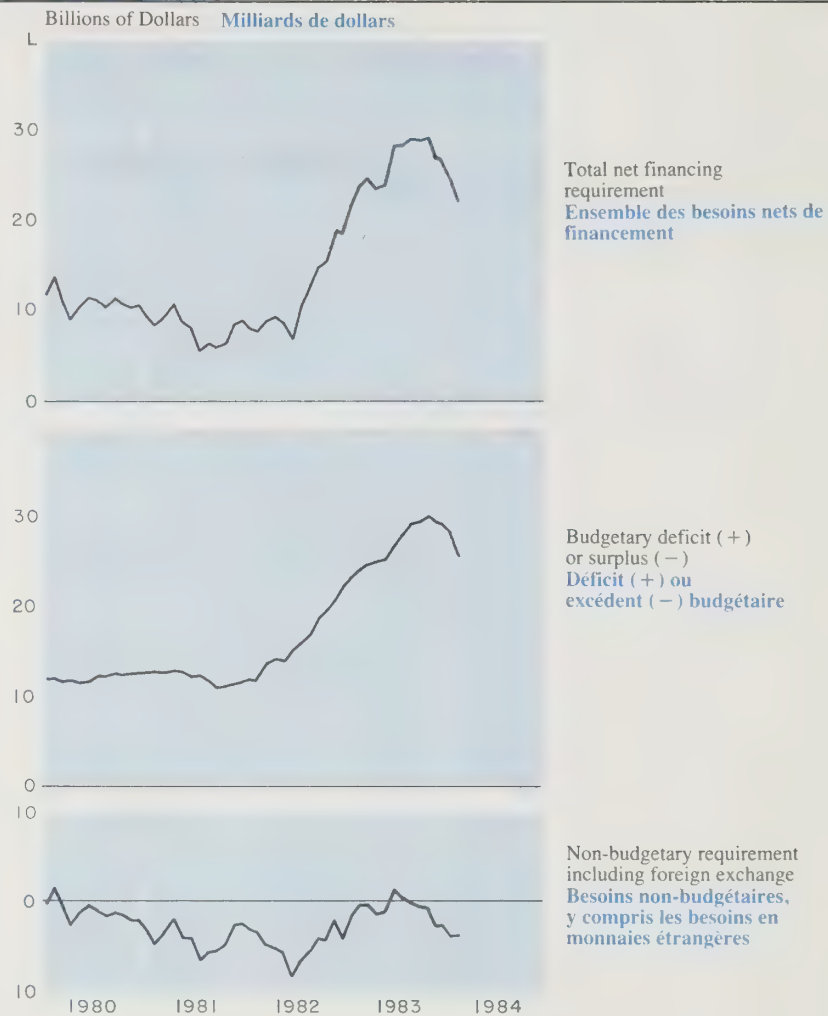 Billions of Dollars Milliards de dollars
L
30
20
10
0
Total net financing
requirement
Ensemble des besoins nets de
financement
30
20
10
0
Budgetary deficit (+)
or surplus (−)
Déficit (+) ou
excédent (−) budgétaire
10
0
10
Non-budgetary requirement
including foreign exchange
Besoins non-budgétaires,
y compris les besoins en
monnaies étrangères
1980 1981 1982 1983 1984